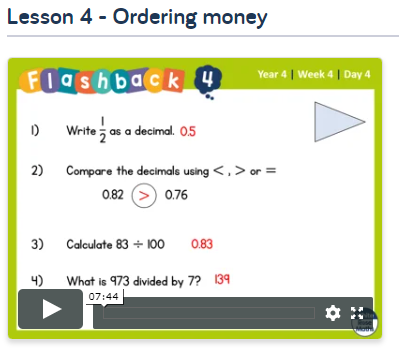 Lesson 4 - Ordering money
Flashback 4
Year 4 | Week 4 | Day 4
1) Write 1/2 as a decimal. 0.5
2) Compare the decimals using <, > or =
0.82 > 0.76
3) Calculate 83 ÷ 100 0.83
4) What is 973 divided by 7? 139
07:44